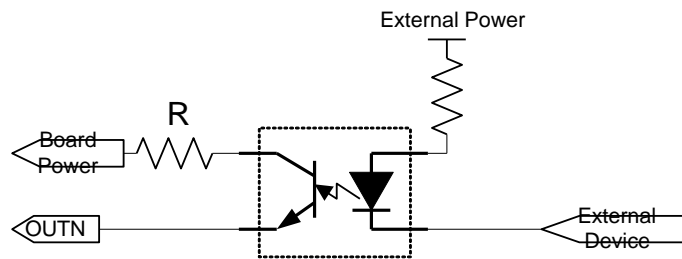 External Power
R
Board
Power
OUTN
External
Device